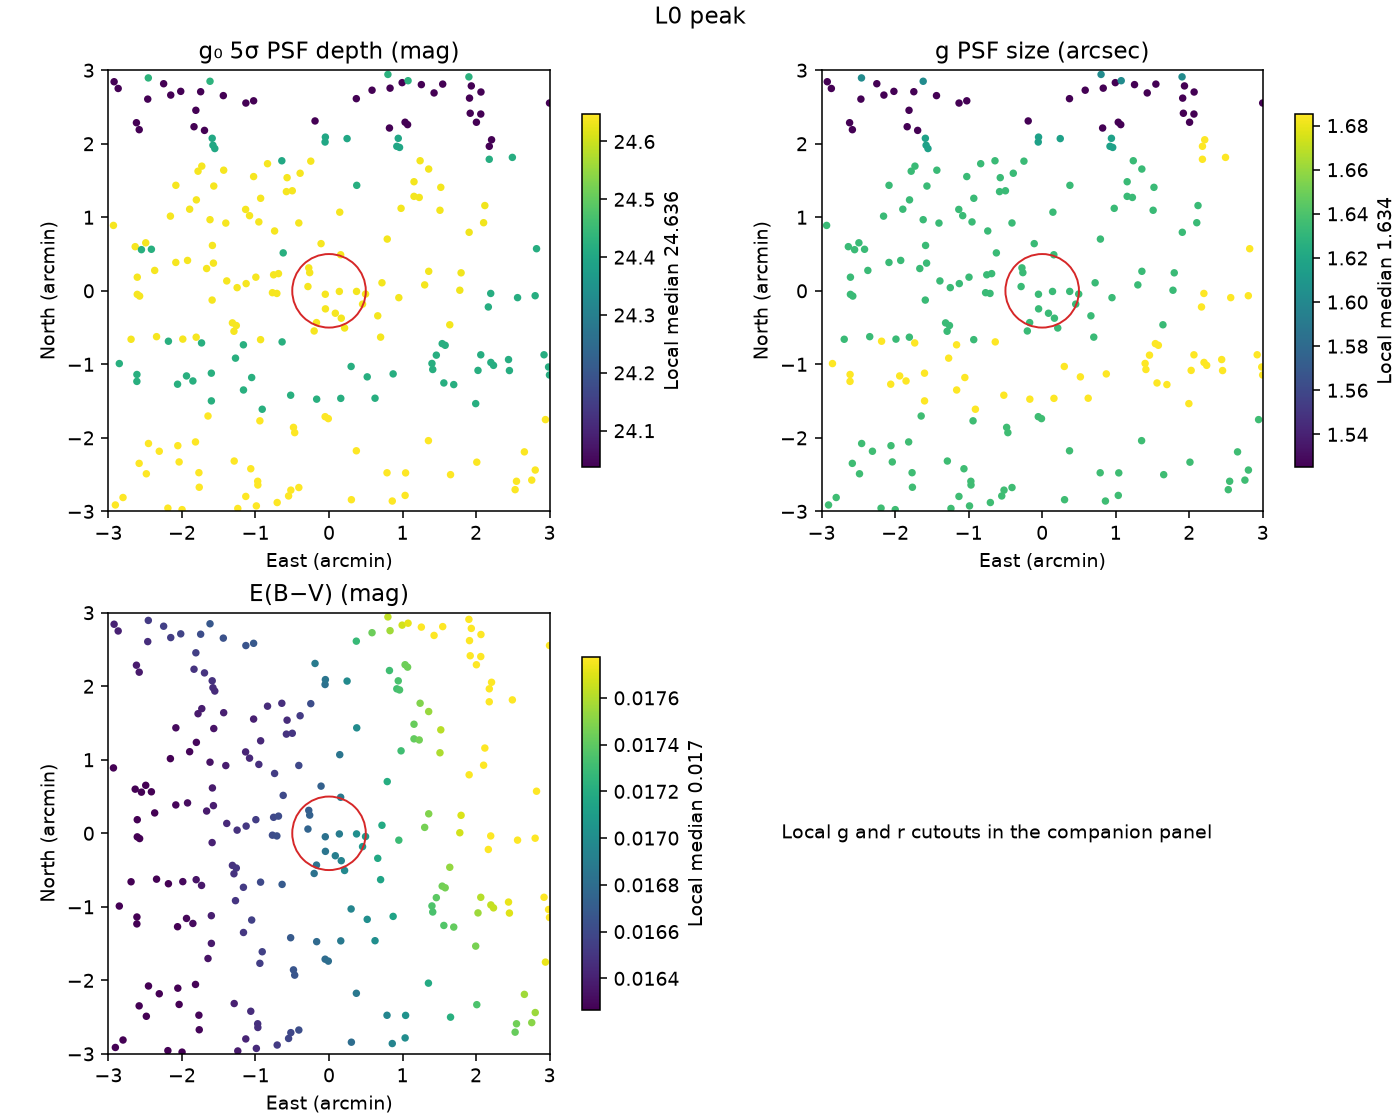 L0 peak
g₀ 5σ PSF depth (mag)
3
2
1
0
−1
−2
−3
North (arcmin)
−3 −2 −1 0 1 2 3
East (arcmin)
24.6
24.5
24.4
24.3
24.2
24.1
Local median 24.636
g PSF size (arcsec)
3
2
1
0
−1
−2
−3
North (arcmin)
−3 −2 −1 0 1 2 3
East (arcmin)
1.68
1.66
1.64
1.62
1.60
1.58
1.56
1.54
Local median 1.634
E(B−V) (mag)
3
2
1
0
−1
−2
−3
North (arcmin)
−3 −2 −1 0 1 2 3
East (arcmin)
0.0176
0.0174
0.0172
0.0170
0.0168
0.0166
0.0164
Local median 0.017
Local g and r cutouts in the companion panel